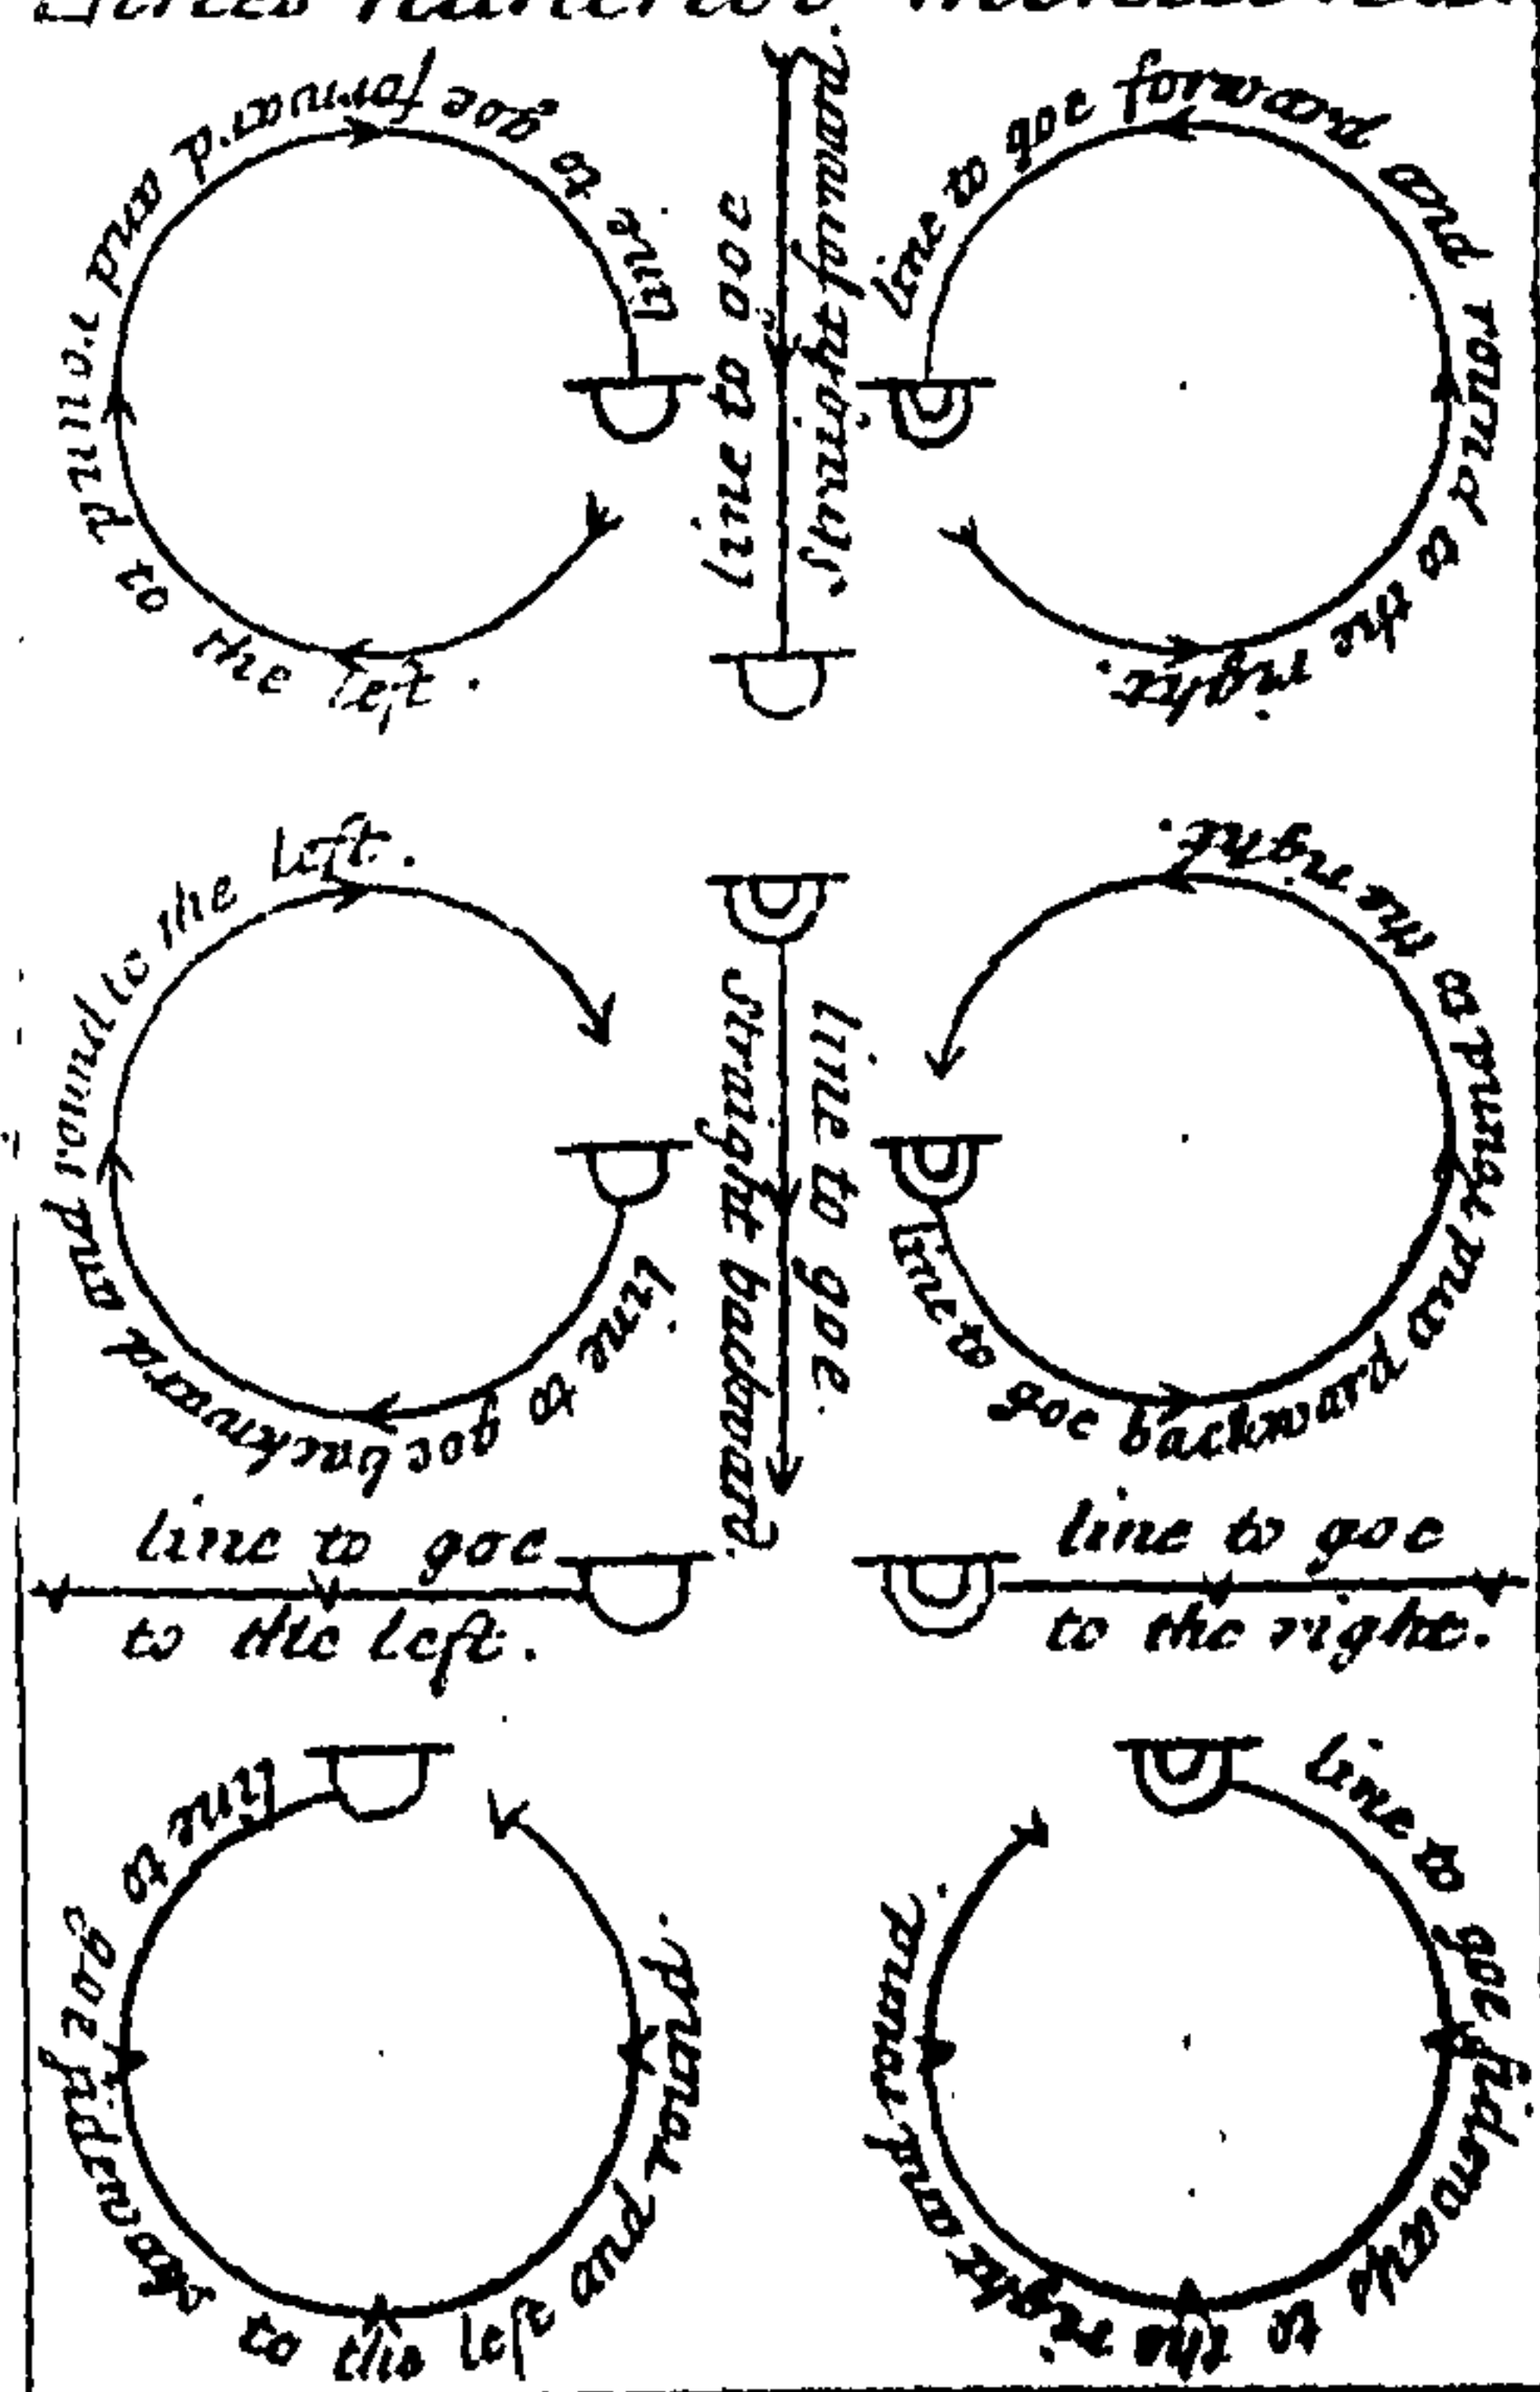 line to goe forward and round to the left.
line to goe
straight forward.
line to goe forward and round to the right.
line to goe backward and round to the left.
line to goe
straight backward.
line to goe backward and round to the right.
line to goe
to the left.
line to goe
to the right.
line to goe sideways to the left and round.
line to goe sideways to the right and round.